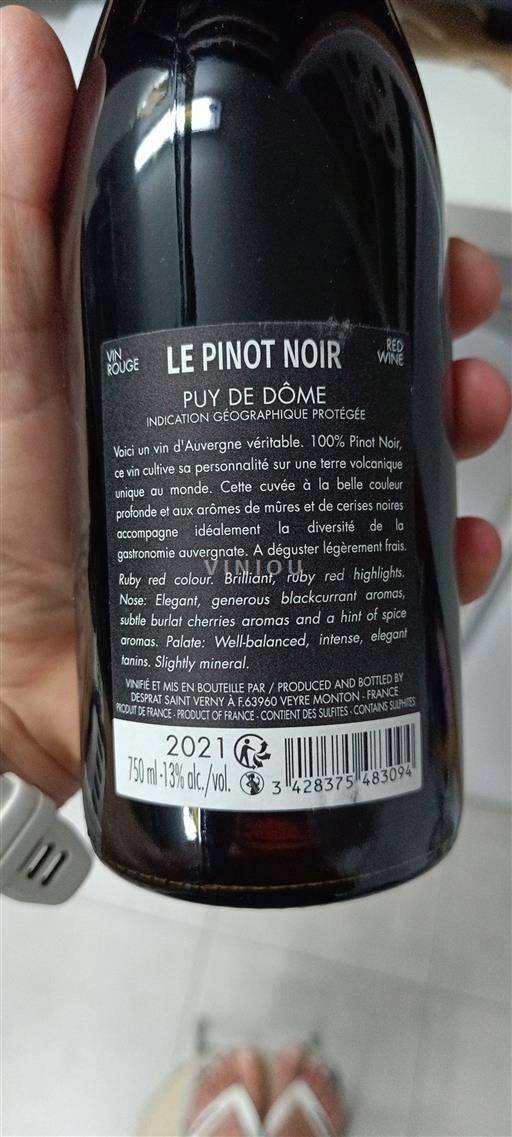 VIN
ROUGE
LE PINOT NOIR
RED
WINE
PUY DE DÔME
INDICATION GÉOGRAPHIQUE PROTÉGÉE
Voici un vin d'Auvergne véritable. 100% Pinot Noir,
ce vin cultive sa personnalité sur une terre volcanique
unique au monde. Cette cuvée à la belle couleur
profonde et aux arômes de mûres et de cerises noires
accompagne idéalement la diversité de la
gastronomie auvergnate. A déguster légèrement frais.
VINIOU
Ruby red colour. Brilliant, ruby red highlights.
Nose: Elegant, generous blackcurrant aromas,
subtle burlat cherries aromas and a hint of spice
aromas. Palate: Well-balanced, intense, elegant
tanins. Slightly mineral.
VINIFIÉ ET MIS EN BOUTEILLE PAR / PRODUCED AND BOTTLED BY
DESPRAT SAINT VERNY À F.63960 VEYRE MONTON - FRANCE
PRODUIT DE FRANCE - PRODUCT OF FRANCE - CONTIENT DES SULFITES - CONTAINS SULPHITES
2021
750 ml - 13% alc./vol.
3 428375 483094